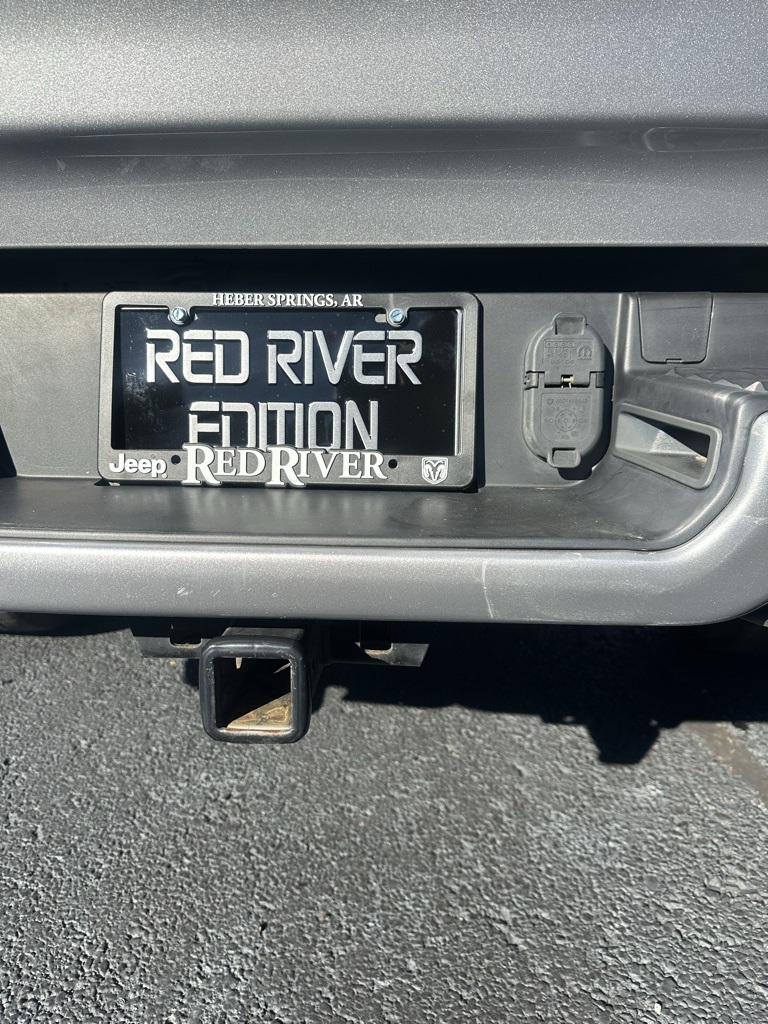 HEBER SPRINGS, AR
RED RIVER
EDITION
Jeep RED RIVER